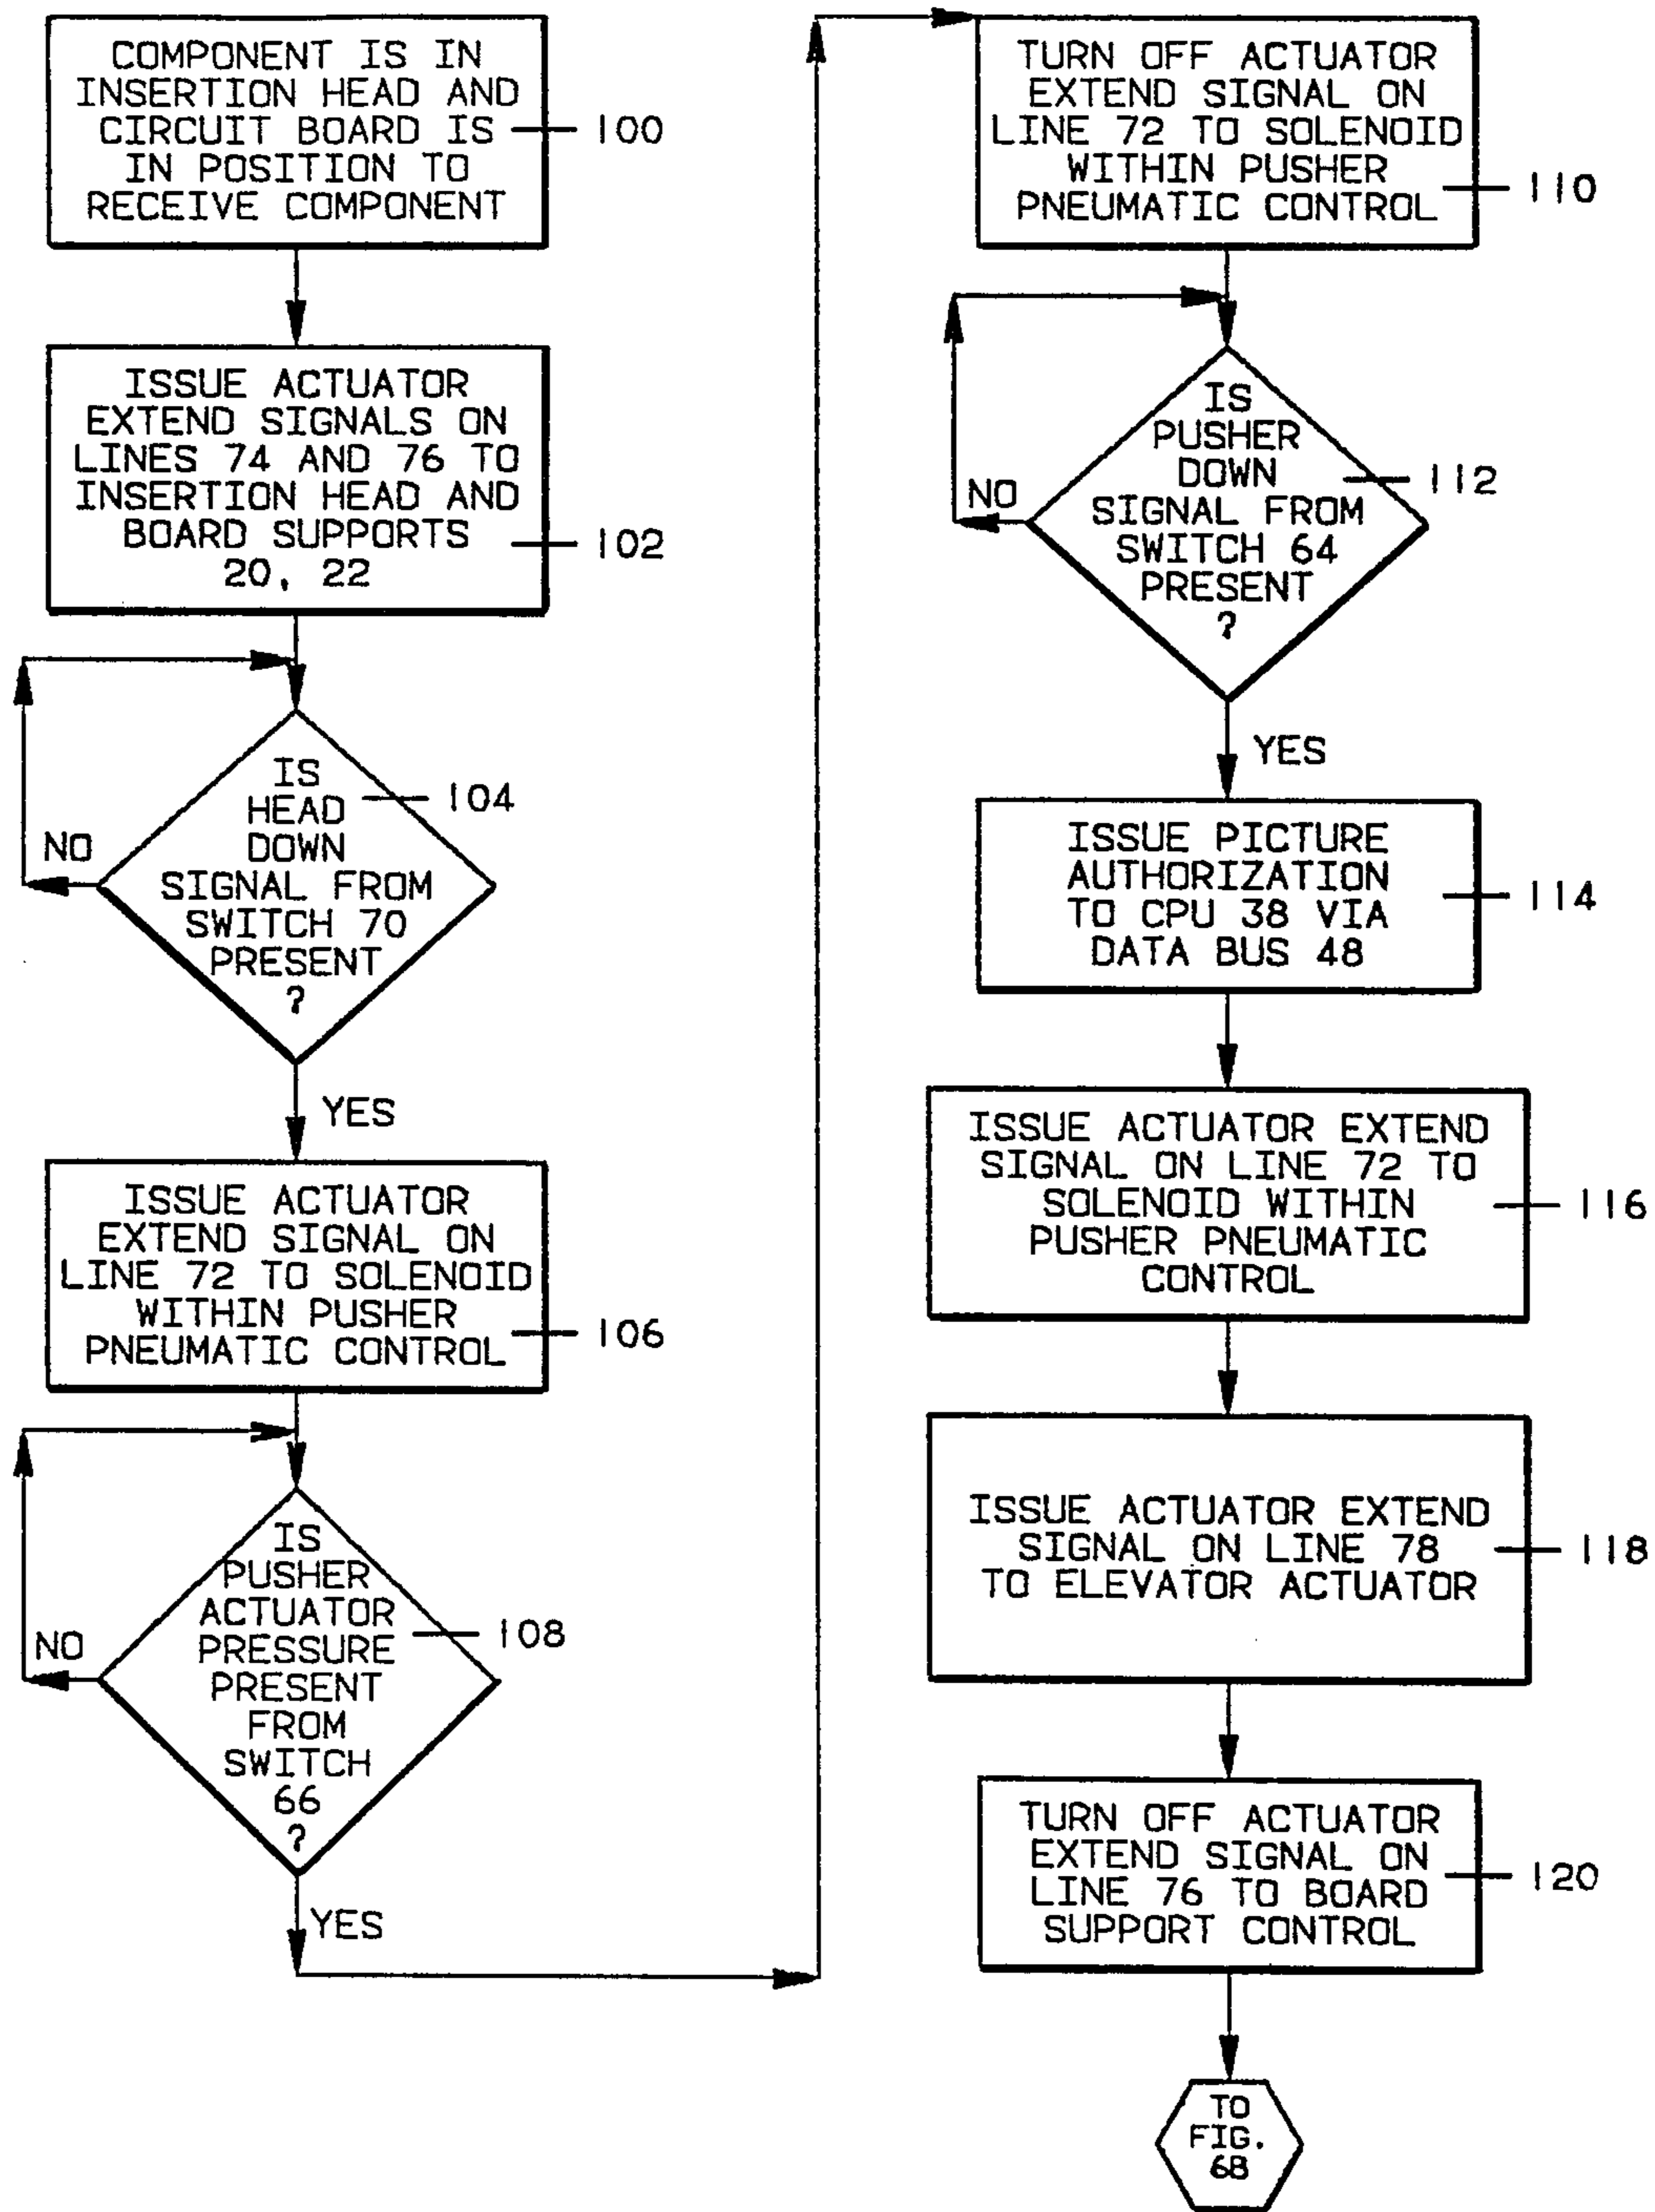 COMPONENT IS IN
INSERTION HEAD AND
CIRCUIT BOARD IS
IN POSITION TO
RECEIVE COMPONENT
100
ISSUE ACTUATOR
EXTEND SIGNALS ON
LINES 74 AND 76 TO
INSERTION HEAD AND
BOARD SUPPORTS
20, 22
102
IS
HEAD
DOWN
SIGNAL FROM
SWITCH 70
PRESENT
?
104
NO
YES
ISSUE ACTUATOR
EXTEND SIGNAL ON
LINE 72 TO SOLENOID
WITHIN PUSHER
PNEUMATIC CONTROL
106
IS
PUSHER
ACTUATOR
PRESSURE
PRESENT
FROM
SWITCH
66
?
108
NO
YES
TURN OFF ACTUATOR
EXTEND SIGNAL ON
LINE 72 TO SOLENOID
WITHIN PUSHER
PNEUMATIC CONTROL
110
IS
PUSHER
DOWN
SIGNAL FROM
SWITCH 64
PRESENT
?
112
NO
YES
ISSUE PICTURE
AUTHORIZATION
TO CPU 38 VIA
DATA BUS 48
114
ISSUE ACTUATOR EXTEND
SIGNAL ON LINE 72 TO
SOLENOID WITHIN
PUSHER PNEUMATIC
CONTROL
116
ISSUE ACTUATOR EXTEND
SIGNAL ON LINE 78
TO ELEVATOR ACTUATOR
118
TURN OFF ACTUATOR
EXTEND SIGNAL ON
LINE 76 TO BOARD
SUPPORT CONTROL
120
TO
FIG.
6B